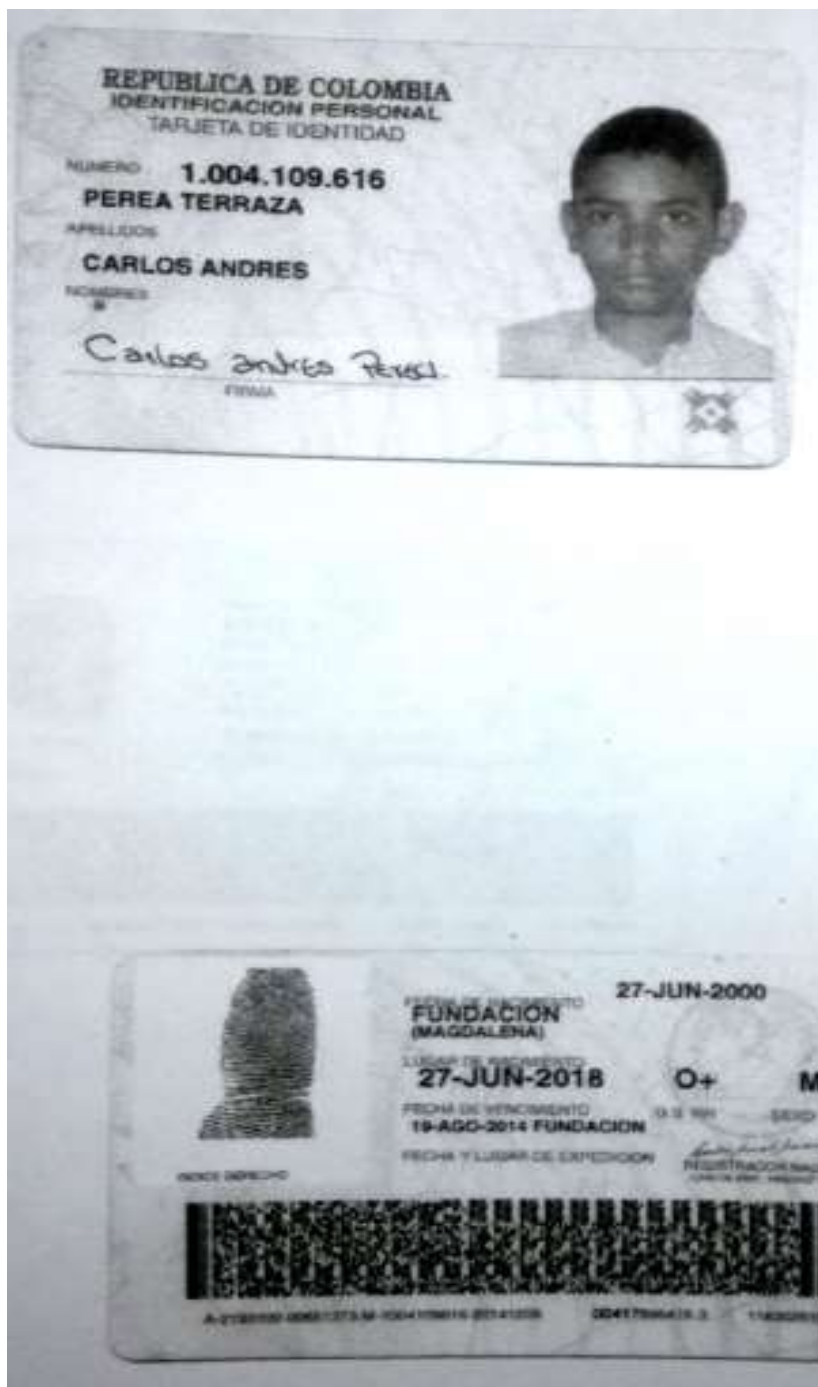 REPUBLICA DE COLOMBIA
IDENTIFICACION PERSONAL
TARJETA DE IDENTIDAD
NUMERO 1.004.109.616
PEREA TERRAZA
APELLIDOS
CARLOS ANDRES
NOMBRES
Carlos andres Perea
FIRMA
27-JUN-2000
FECHA DE NACIMIENTO
FUNDACION
(MAGDALENA)
LUGAR DE NACIMIENTO
27-JUN-2018 O+ M
FECHA DE VENCIMIENTO G.S. RH SEXO
19-AGO-2014 FUNDACION
FECHA Y LUGAR DE EXPEDICION
INDICE DERECHO